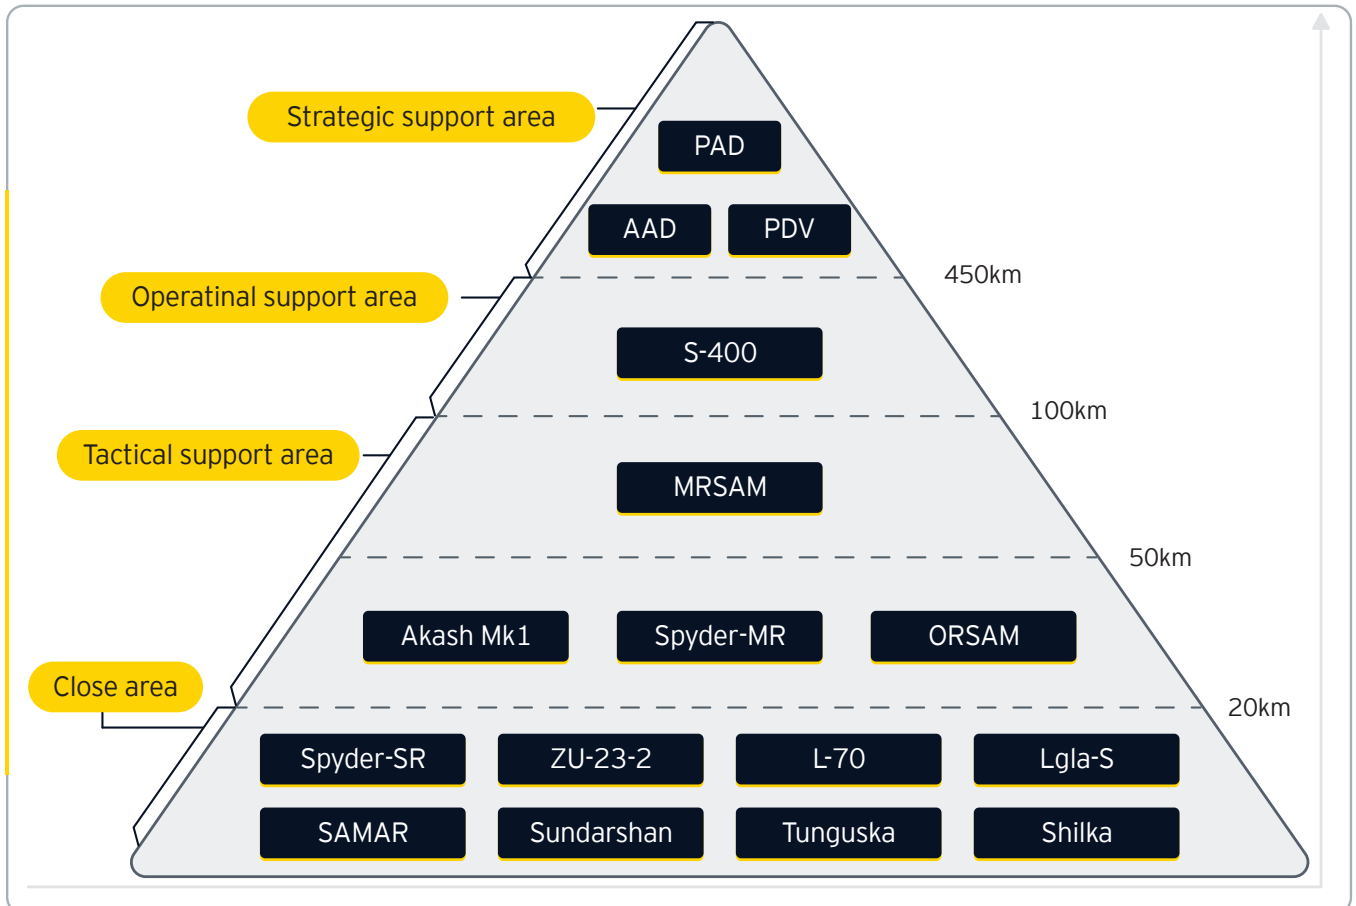 Strategic support area
PAD
AAD
PDV
450km
Operatinal support area
S-400
100km
Tactical support area
MRSAM
50km
Akash Mk1
Spyder-MR
ORSAM
Close area
20km
Spyder-SR
ZU-23-2
L-70
Lgla-S
SAMAR
Sundarshan
Tunguska
Shilka